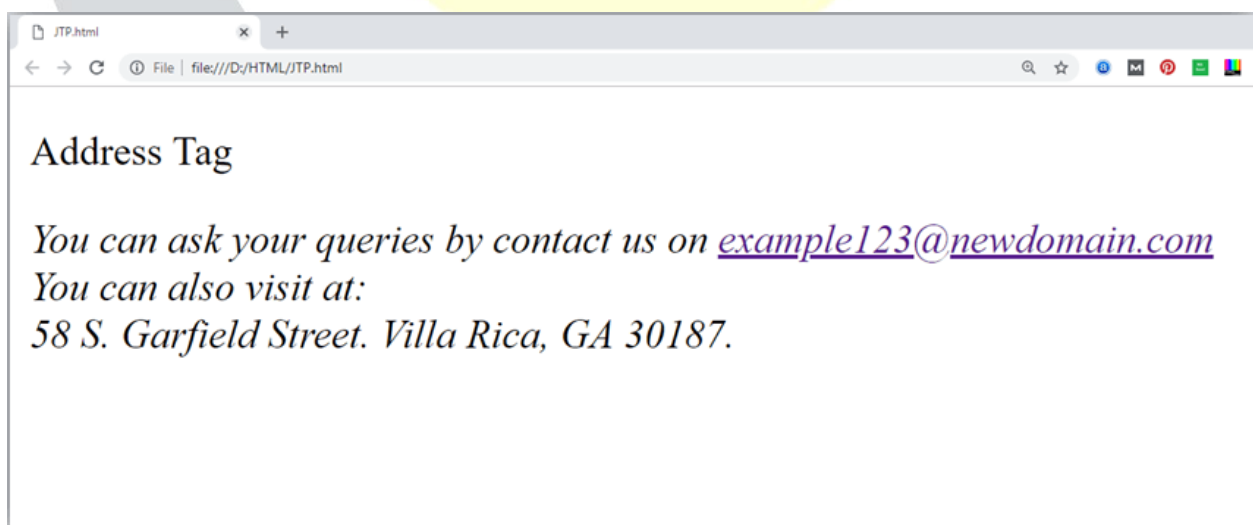 JTP.html
File | file:///D:/HTML/JTP.html
Address Tag
You can ask your queries by contact us on example123@newdomain.com
You can also visit at:
58 S. Garfield Street. Villa Rica, GA 30187.